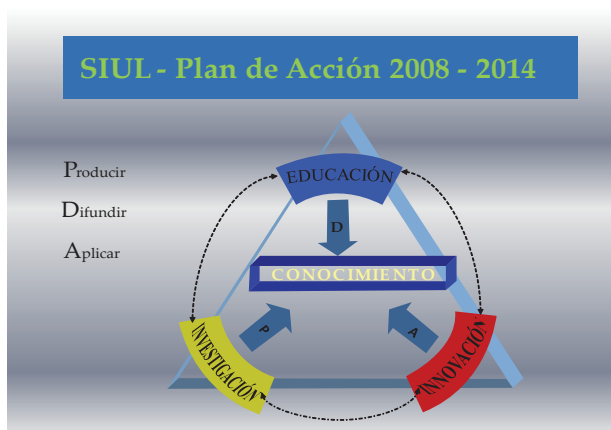 SIUL - Plan de Acción 2008 - 2014
Producir
Difundir
Aplicar
EDUCACIÓN
D
CONOCIMIENTO
P
A
INVESTIGACIÓN
INNOVACIÓN